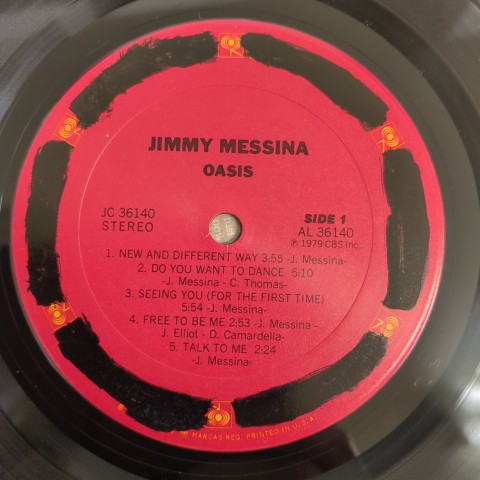 JIMMY MESSINA
OASIS
JC 36140
STEREO
SIDE 1
AL 36140
℗ 1979 CBS Inc.
1. NEW AND DIFFERENT WAY 3:55 -J. Messina-
2. DO YOU WANT TO DANCE 5:10
-J. Messina - C. Thomas-
3. SEEING YOU (FOR THE FIRST TIME)
5:54 -J. Messina-
4. FREE TO BE ME 2:53 -J. Messina -
J. Elliot - D. Camardella-
5. TALK TO ME 2:24
-J. Messina-
MARCAS REG. PRINTED IN U.S.A.